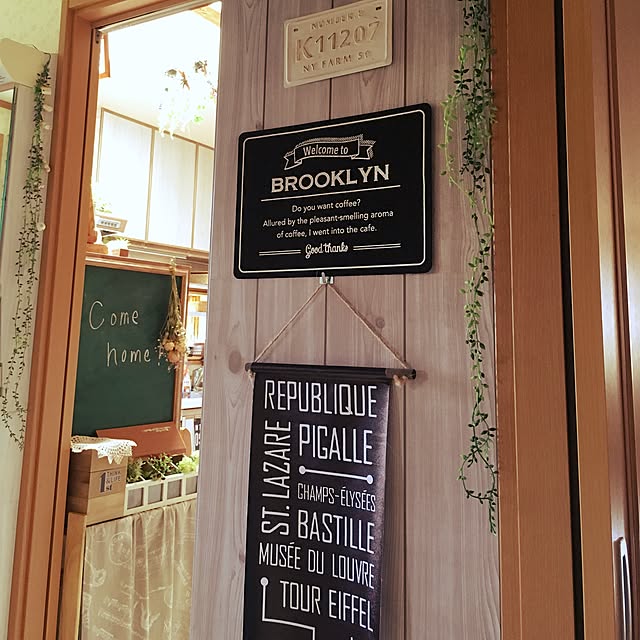 NUMBER
K11207
NY FARM 50
Welcome to
BROOKLYN
Do you want coffee?
Allured by the pleasant-smelling aroma
of coffee, I went into the cafe.
Good thanks
Come
home
REPUBLIQUE
ST. LAZARE
PIGALLE
CHAMPS-ÉLYSÉES
BASTILLE
MUSÉE DU LOUVRE
TOUR EIFFEL
THINK